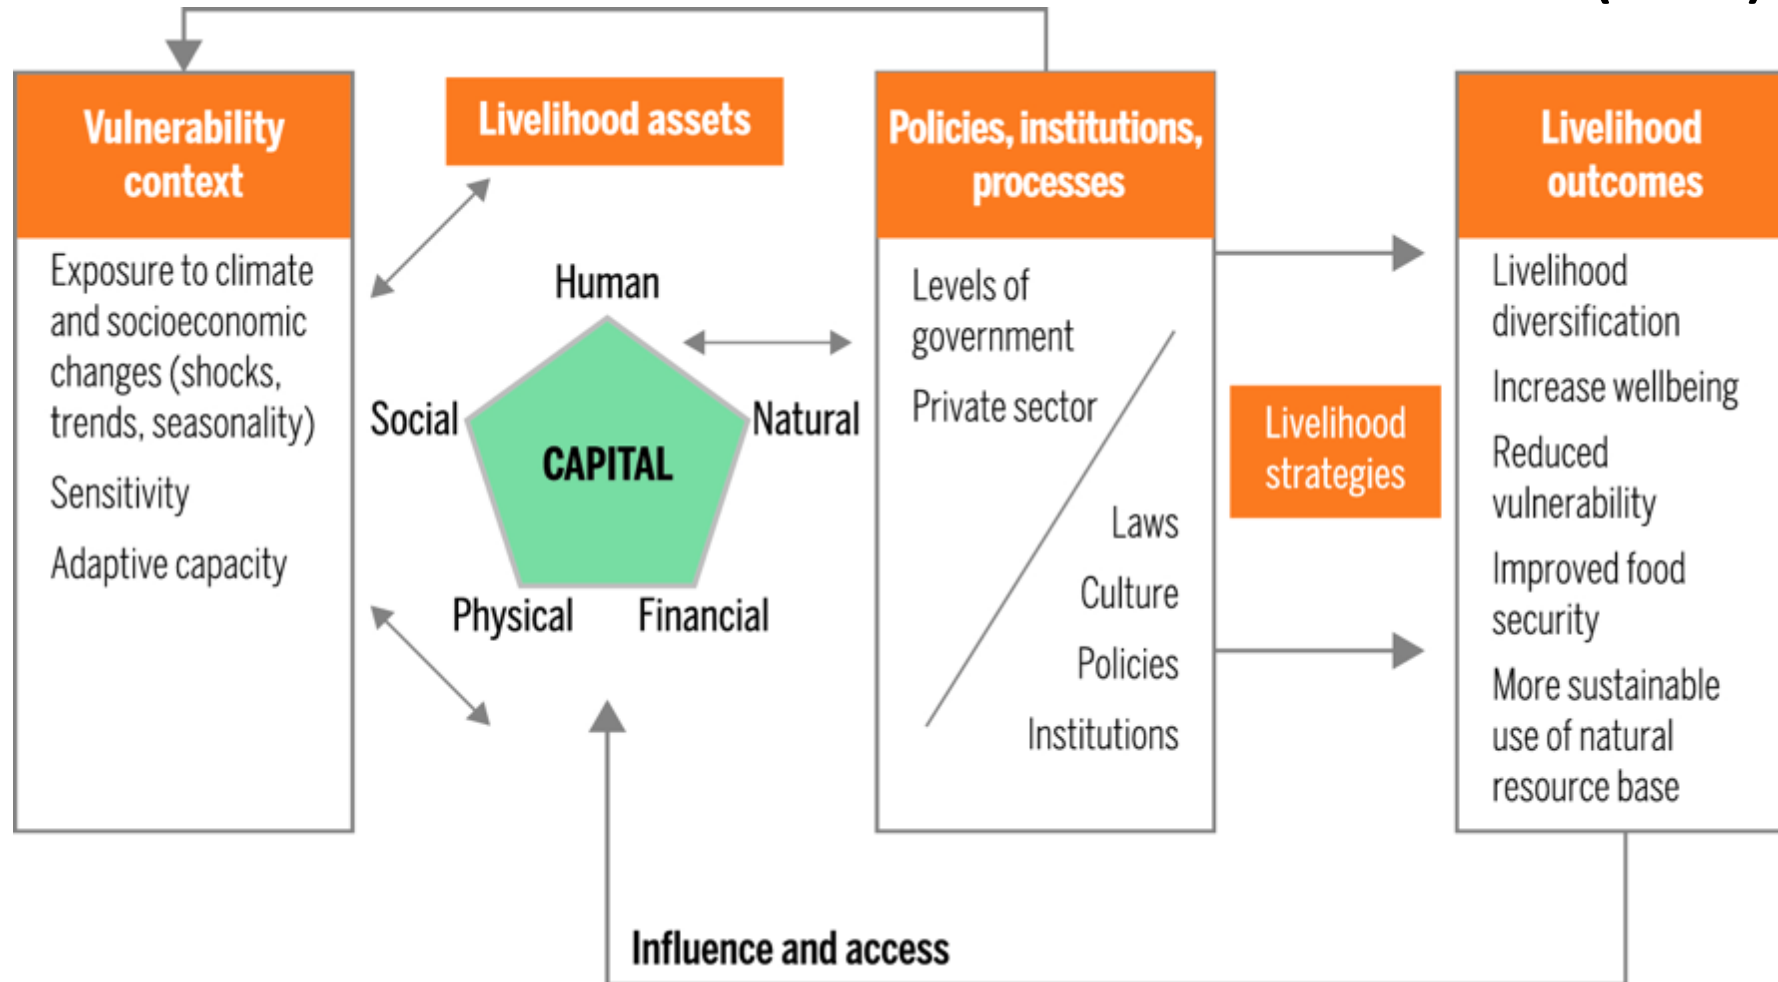 Vulnerability
context
Exposure to climate
and socioeconomic
changes (shocks,
trends, seasonality)
Sensitivity
Adaptive capacity
Livelihood assets
Human
Social
Natural
CAPITAL
Physical
Financial
Policies, institutions,
processes
Levels of
government
Private sector
Laws
Culture
Policies
Institutions
Livelihood
strategies
Livelihood
outcomes
Livelihood
diversification
Increase wellbeing
Reduced
vulnerability
Improved food
security
More sustainable
use of natural
resource base
Influence and access